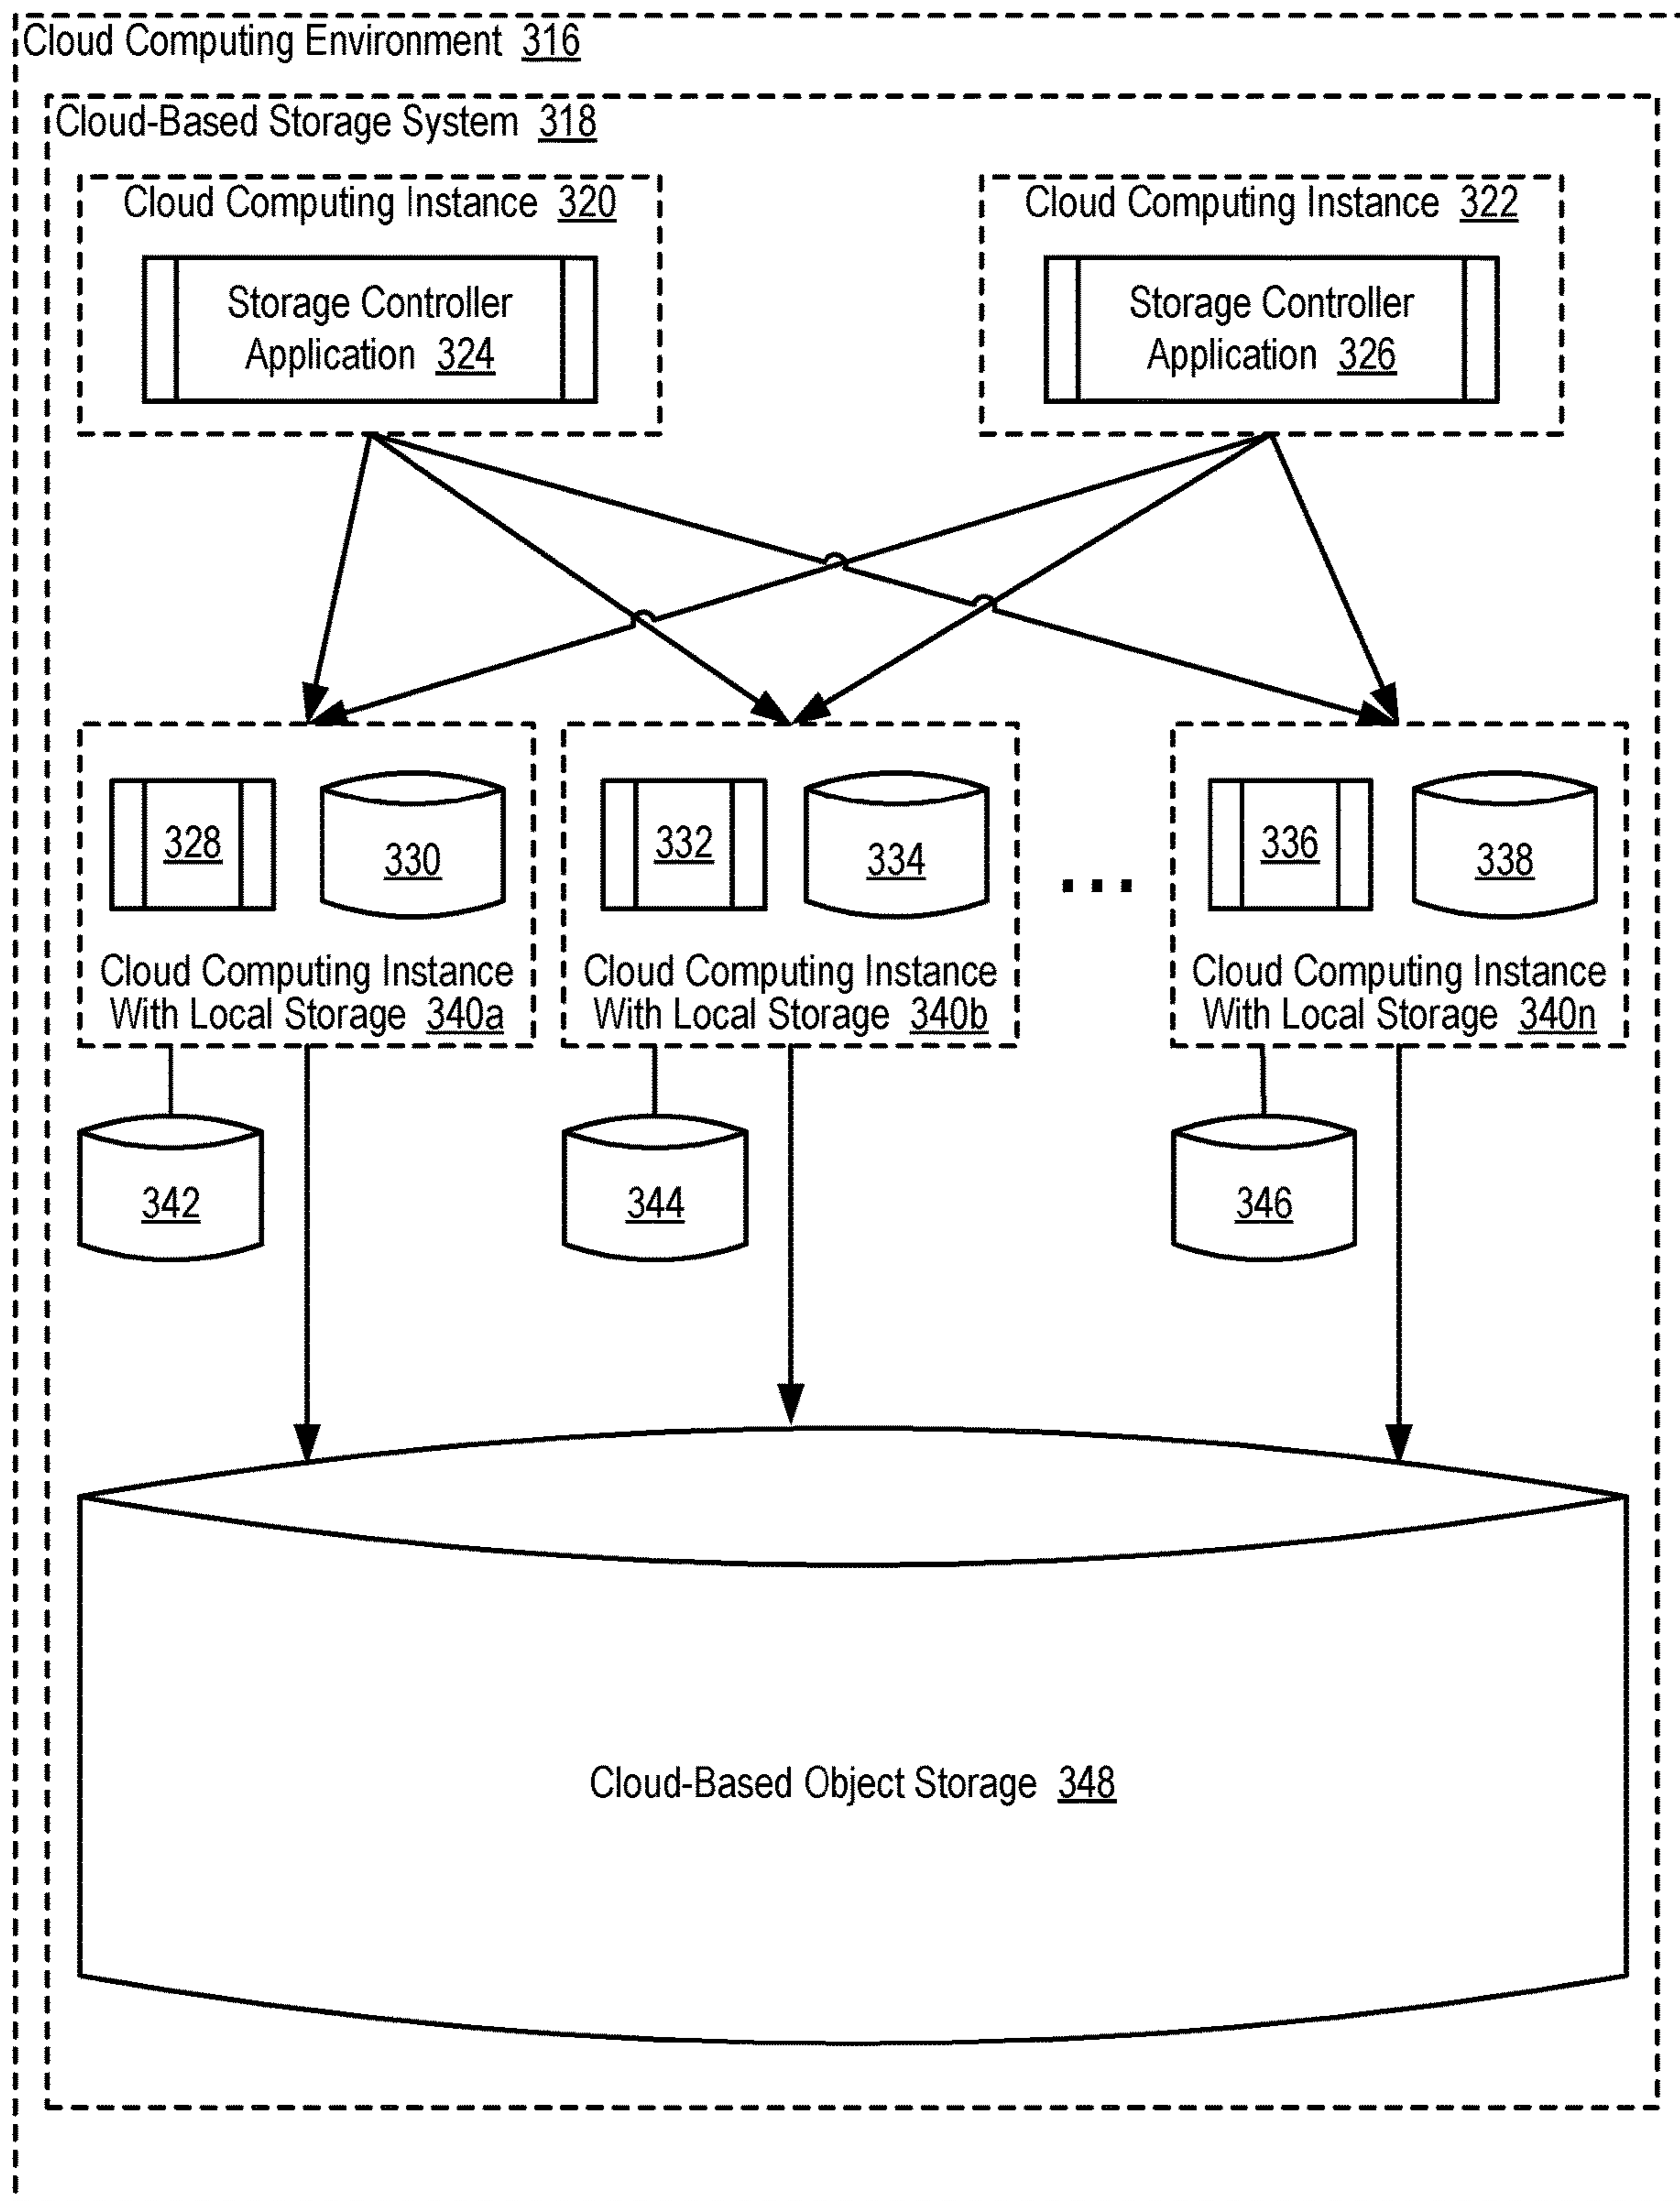 Cloud Computing Environment 316
Cloud-Based Storage System 318
Cloud Computing Instance 320
Storage Controller
Application 324
Cloud Computing Instance 322
Storage Controller
Application 326
328
330
Cloud Computing Instance
With Local Storage 340a
332
334
Cloud Computing Instance
With Local Storage 340b
...
336
338
Cloud Computing Instance
With Local Storage 340n
342
344
346
Cloud-Based Object Storage 348